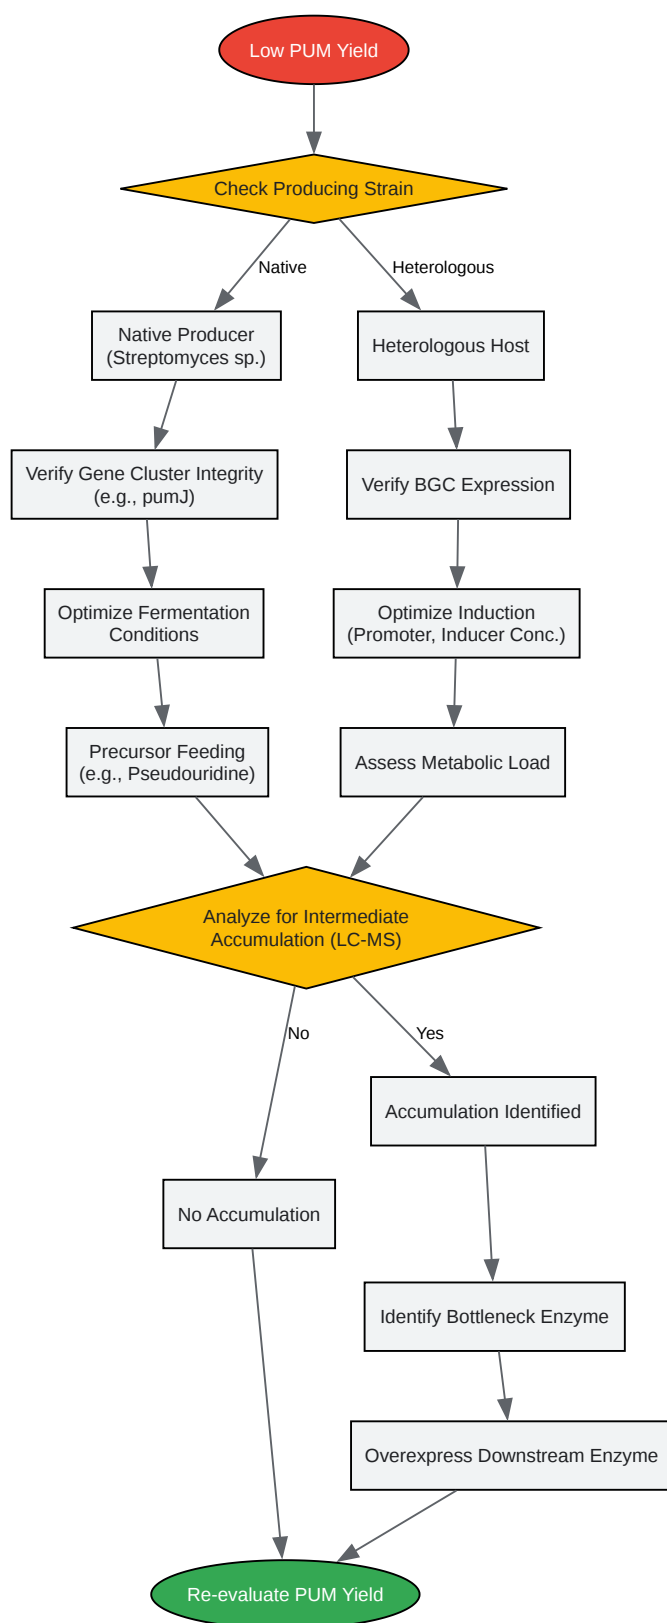 Low PUM Yield
Check Producing Strain
Native
Heterologous
Native Producer
(Streptomyces sp.)
Heterologous Host
Verify Gene Cluster Integrity
(e.g., pumJ)
Verify BGC Expression
Optimize Fermentation
Conditions
Optimize Induction
(Promoter, Inducer Conc.)
Precursor Feeding
(e.g., Pseudouridine)
Assess Metabolic Load
Analyze for Intermediate
Accumulation (LC-MS)
No
Yes
Accumulation Identified
No Accumulation
Identify Bottleneck Enzyme
Overexpress Downstream Enzyme
Re-evaluate PUM Yield